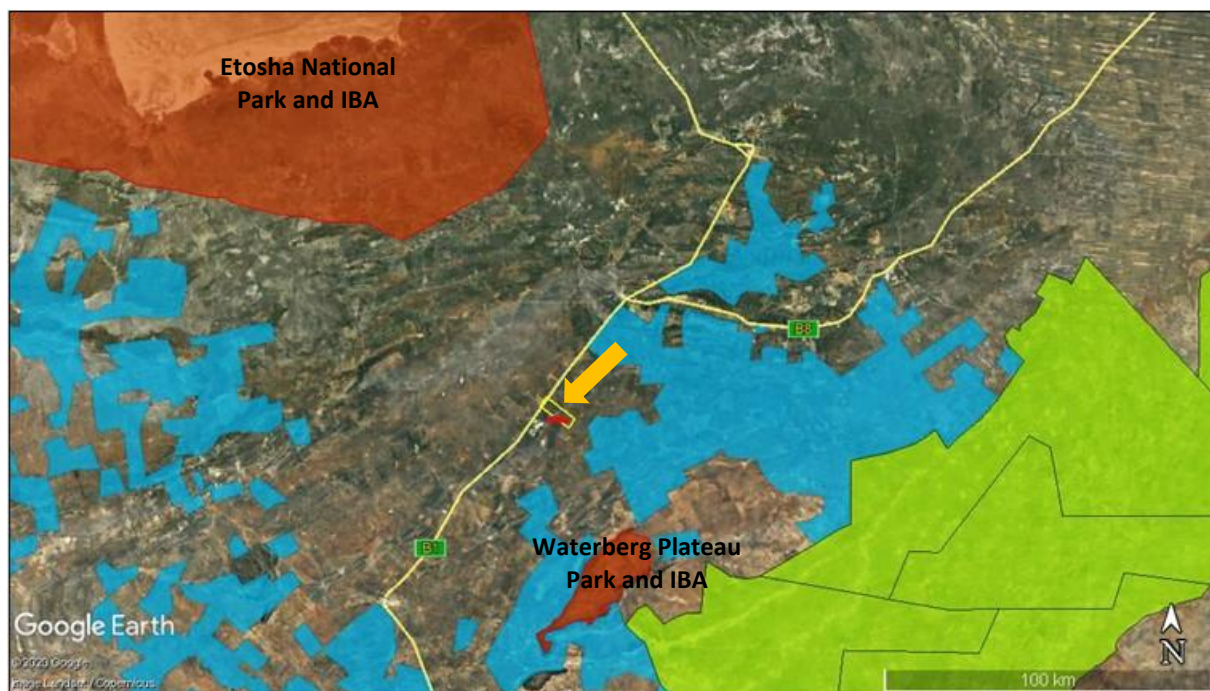 Etosha National
Park and IBA
B8
B1
Waterberg Plateau
Park and IBA
Google Earth
© 2020 Google
Image Landsat / Copernicus
N
100 km